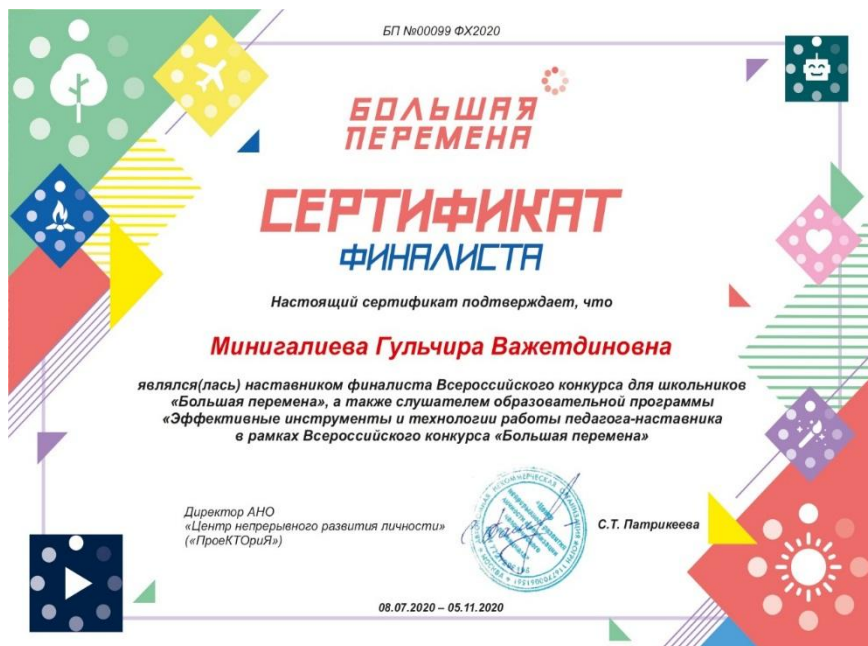 БП №00099 ФХ2020
БОЛЬШАЯ
ПЕРЕМЕНА
СЕРТИФИКАТ
ФИНАЛИСТА
Настоящий сертификат подтверждает, что
Минигалиева Гульчира Важетдиновна
являлся(лась) наставником финалиста Всероссийского конкурса для школьников
«Большая перемена», а также слушателем образовательной программы
«Эффективные инструменты и технологии работы педагога-наставника
в рамках Всероссийского конкурса «Большая перемена»
Директор АНО
«Центр непрерывного развития личности»
(«ПроеКТОриЯ»)
С.Т. Патрикеева
08.07.2020 – 05.11.2020